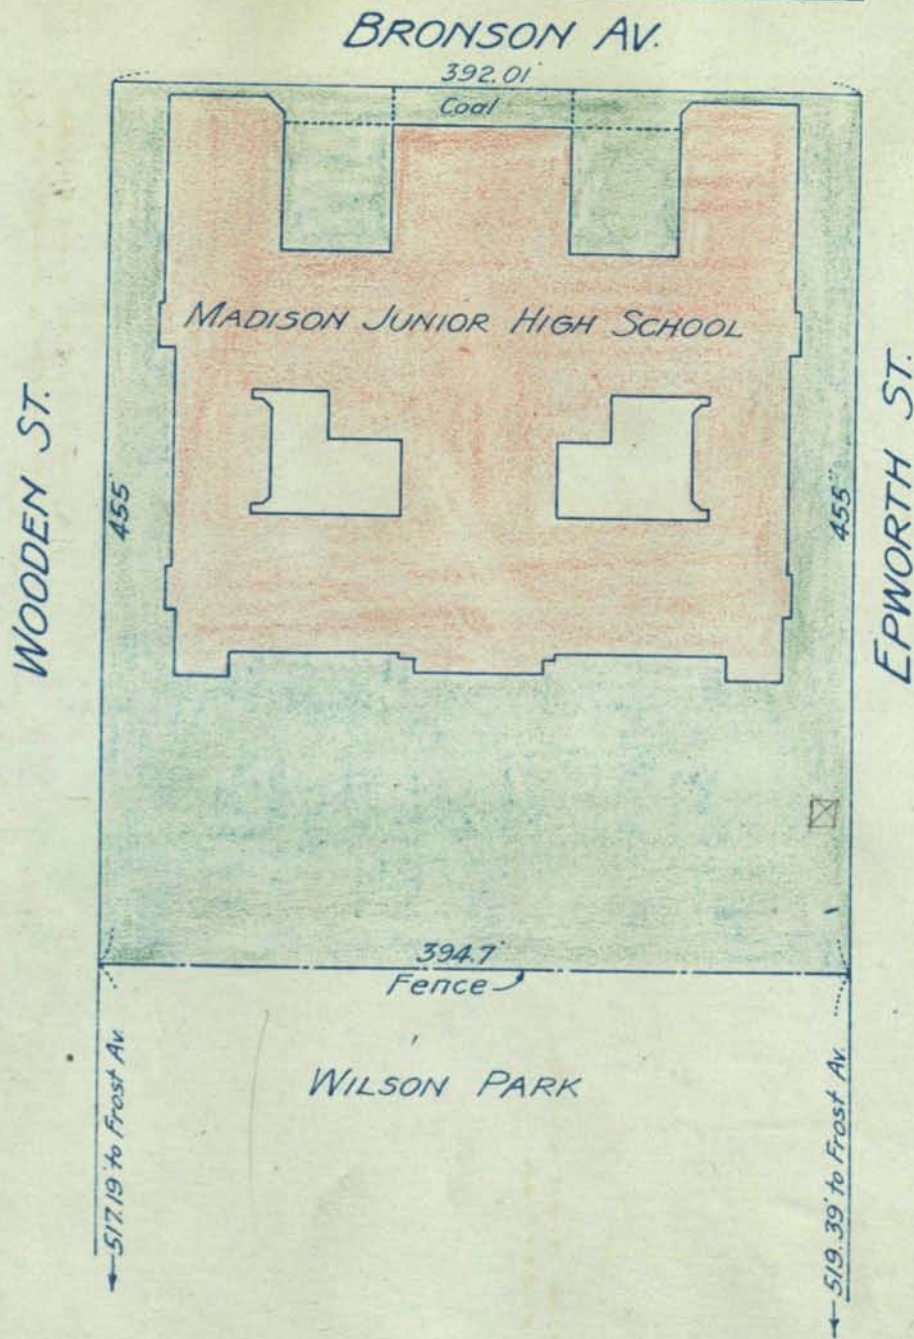 BRONSON AV.
392.01'
Coal
MADISON JUNIOR HIGH SCHOOL
WOODEN ST.
455'
455'
EPWORTH ST.
394.7'
Fence
WILSON PARK
517.19' to Frost Av.
519.39' to Frost Av.